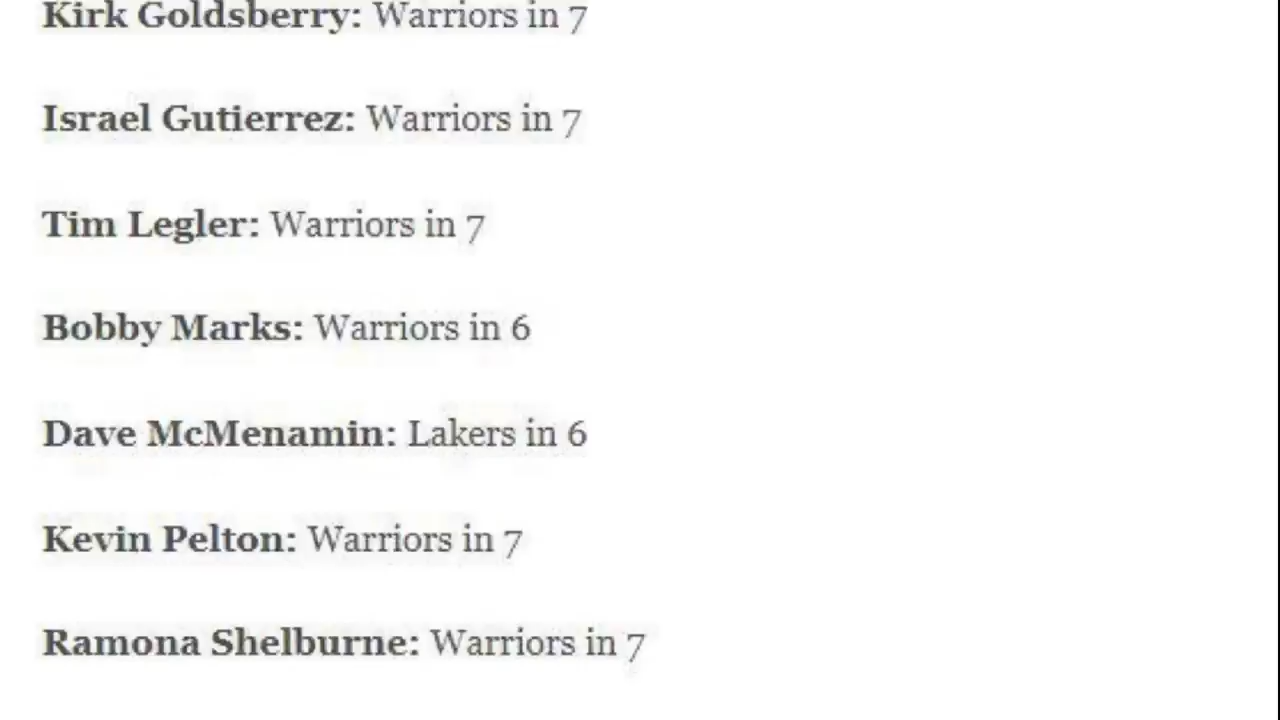 Kirk Goldsberry: Warriors in 7
Israel Gutierrez: Warriors in 7
Tim Legler: Warriors in 7
Bobby Marks: Warriors in 6
Dave McMenamin: Lakers in 6
Kevin Pelton: Warriors in 7
Ramona Shelburne: Warriors in 7